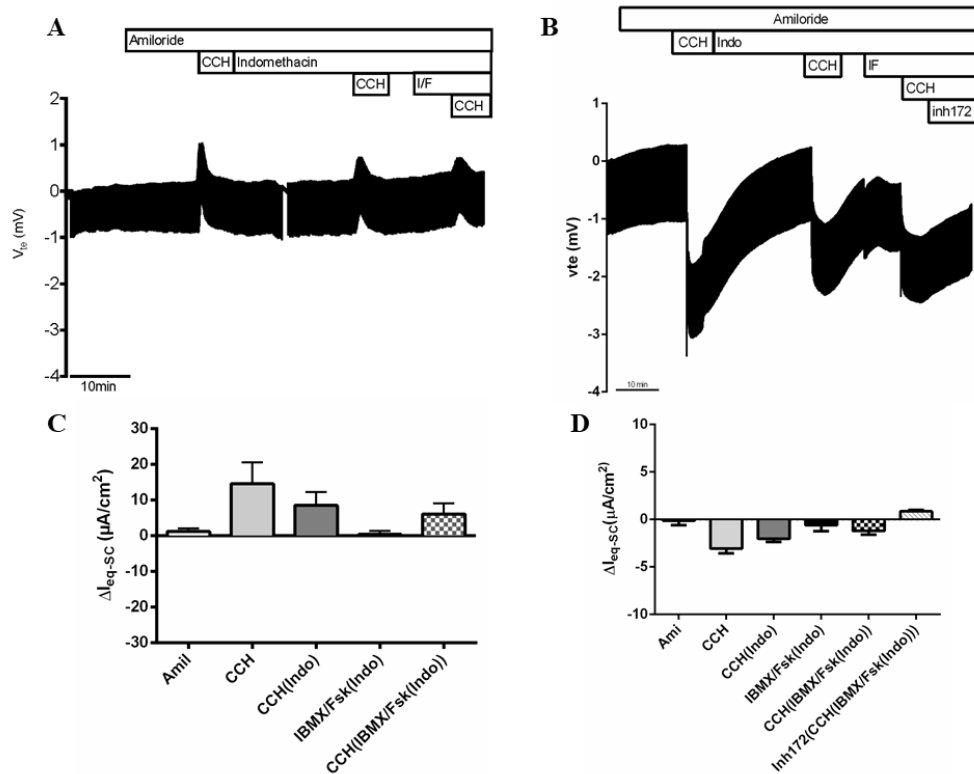 A
Amiloride
CCH Indomethacin
CCH I/F
CCH
2
1
0
-1
-2
-3
-4
Vte (mV)
10min
B
Amiloride
CCH Indo
CCH IF
CCH
inh172
1
0
-1
-2
-3
-4
vte (mV)
10 min
C
30
20
10
0
-10
-20
-30
ΔIeq-SC (µA/cm2)
Amil
CCH
CCH(Indo)
IBMX/Fsk(Indo)
CCH(IBMX/Fsk(Indo))
D
10
5
0
-5
-10
ΔIeq-SC(µA/cm2)
Ami
CCH
CCH(Indo)
IBMX/Fsk(Indo)
CCH(IBMX/Fsk(Indo))
Inh172(CCH(IBMX/Fsk(Indo)))